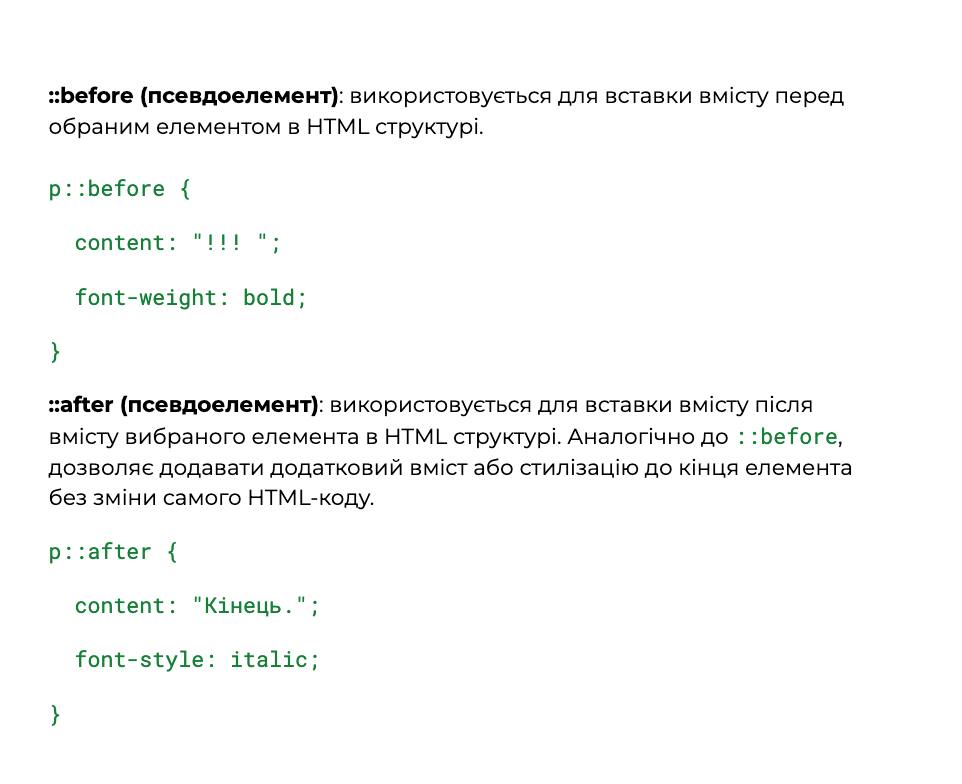 ::before (псевдоелемент): використовується для вставки вмісту перед
обраним елементом в HTML структурі.
p::before {
  content: "!!! ";
  font-weight: bold;
}
::after (псевдоелемент): використовується для вставки вмісту після
вмісту вибраного елемента в HTML структурі. Аналогічно до ::before,
дозволяє додавати додатковий вміст або стилізацію до кінця елемента
без зміни самого HTML-коду.
p::after {
  content: "Кінець.";
  font-style: italic;
}